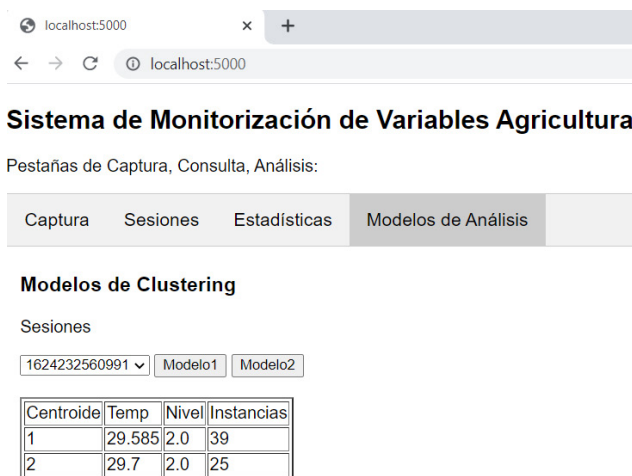 localhost:5000
localhost:5000
Sistema de Monitorización de Variables Agricultura
Pestañas de Captura, Consulta, Análisis:
Captura Sesiones Estadísticas Modelos de Análisis
Modelos de Clustering
Sesiones
1624232560991 Modelo1 Modelo2
Centroide Temp Nivel Instancias
1 29.585 2.0 39
2 29.7 2.0 25